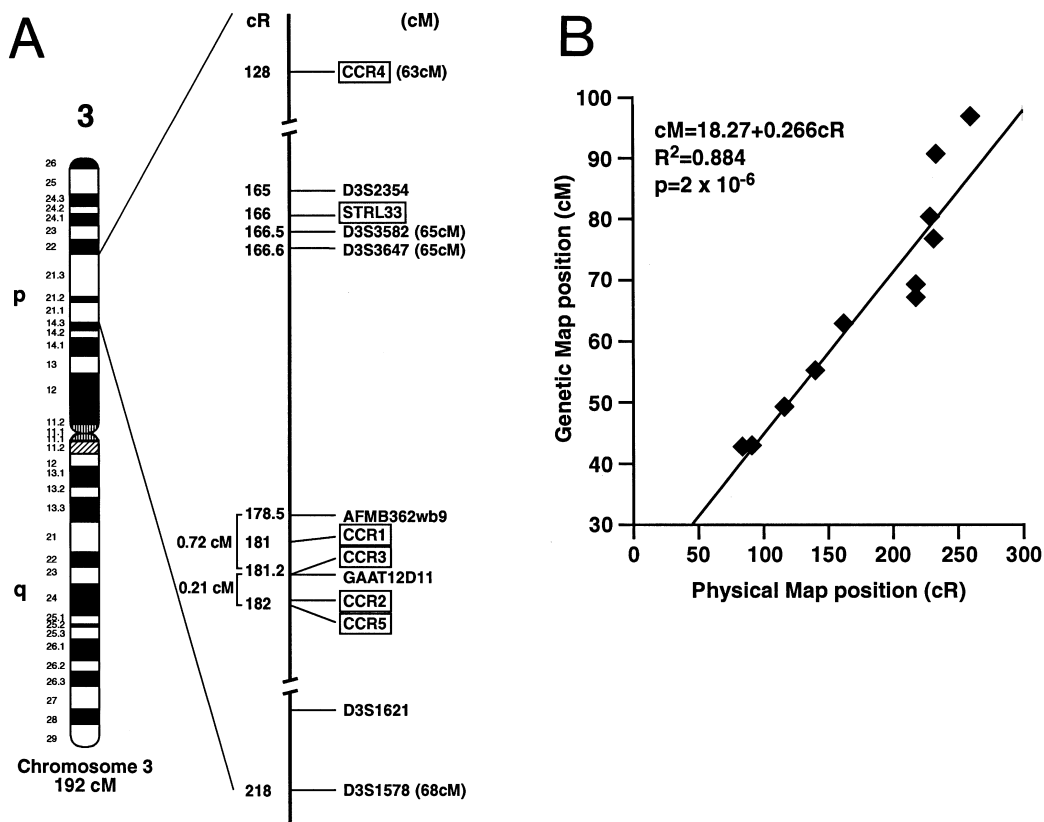 A
3
26
25
24.3
24.2
24.1
23
22
21.3
21.2
21.1
14.3
14.2
14.1
13
12
11.2
11.1
11.1
11.2
12
13.1
13.2
13.3
21
22
23
24
25.1
25.2
25.3
26.1
26.2
26.3
27
28
29
p
q
Chromosome 3
192 cM
cR (cM)
128 CCR4 (63cM)
165 D3S2354
166 STRL33
166.5 D3S3582 (65cM)
166.6 D3S3647 (65cM)
178.5 AFMB362wb9
0.72 cM 181 CCR1
CCR3
181.2 GAAT12D11
0.21 cM
CCR2
182
CCR5
D3S1621
218 D3S1578 (68cM)
B
cM=18.27+0.266cR
R²=0.884
p=2 x 10⁻⁶
Genetic Map position (cM)
100
90
80
70
60
50
40
30
0 50 100 150 200 250 300
Physical Map position (cR)